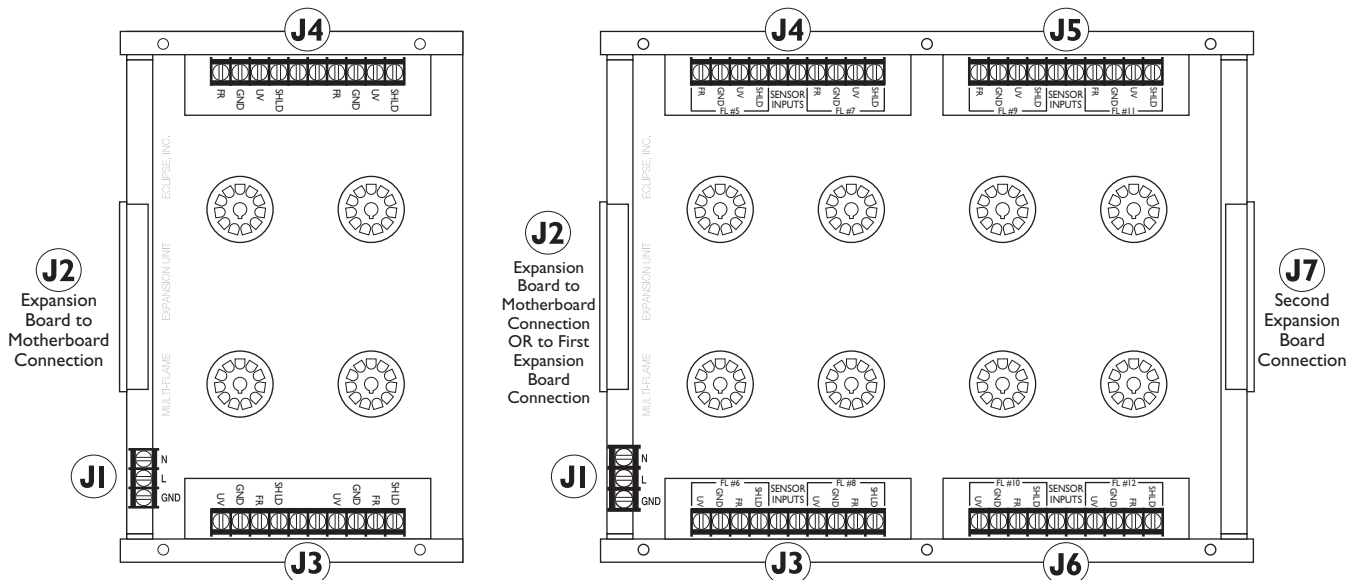 J4
FR GND UV SHLD FR GND UV SHLD
MULTI-FLAME EXPANSION UNIT ECLIPSE, INC.
J2
Expansion
Board to
Motherboard
Connection
J1
N
L
GND
UV GND FR SHLD UV GND FR SHLD
J3
J4
J5
FR GND UV SHLD SENSOR INPUTS FR GND UV SHLD
FL #5 FL #7
FR GND UV SHLD SENSOR INPUTS FR GND UV SHLD
FL #9 FL #11
MULTI-FLAME EXPANSION UNIT ECLIPSE, INC.
J2
Expansion
Board to
Motherboard
Connection
OR to First
Expansion
Board
Connection
J7
Second
Expansion
Board
Connection
J1
N
L
GND
FL #6 FL #8
UV GND FR SHLD SENSOR INPUTS UV GND FR SHLD
FL #10 FL #12
UV GND FR SHLD SENSOR INPUTS UV GND FR SHLD
J3
J6